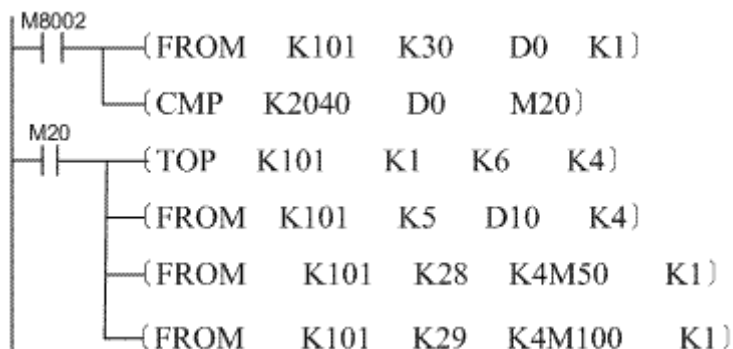 M8002
(FROM K101 K30 D0 K1)
(CMP K2040 D0 M20)
M20
(TOP K101 K1 K6 K4)
(FROM K101 K5 D10 K4)
(FROM K101 K28 K4M50 K1)
(FROM K101 K29 K4M100 K1)